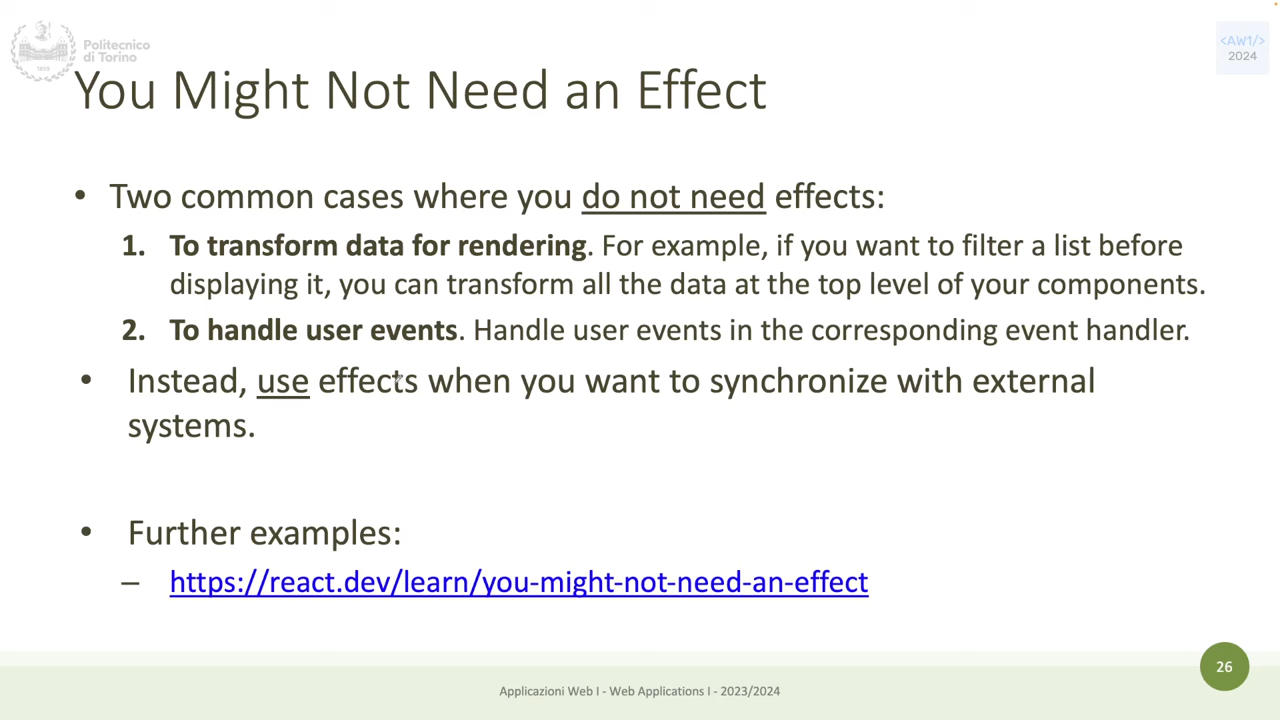 Politecnico
di Torino
1859
<AW1/>
2024
You Might Not Need an Effect
• Two common cases where you do not need effects:
1. To transform data for rendering. For example, if you want to filter a list before
displaying it, you can transform all the data at the top level of your components.
2. To handle user events. Handle user events in the corresponding event handler.
• Instead, use effects when you want to synchronize with external
systems.
• Further examples:
– https://react.dev/learn/you-might-not-need-an-effect
26
Applicazioni Web I - Web Applications I - 2023/2024